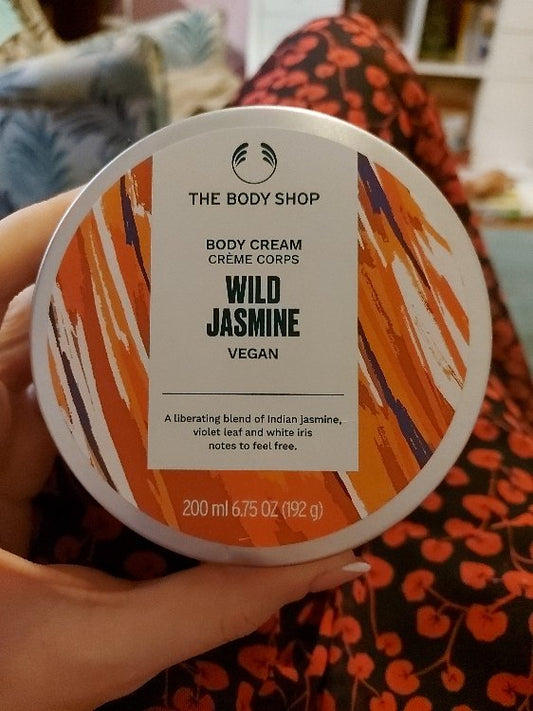 THE BODY SHOP
BODY CREAM
CRÈME CORPS
WILD
JASMINE
VEGAN
A liberating blend of Indian jasmine,
violet leaf and white iris
notes to feel free.
200 ml 6.75 OZ (192 g)